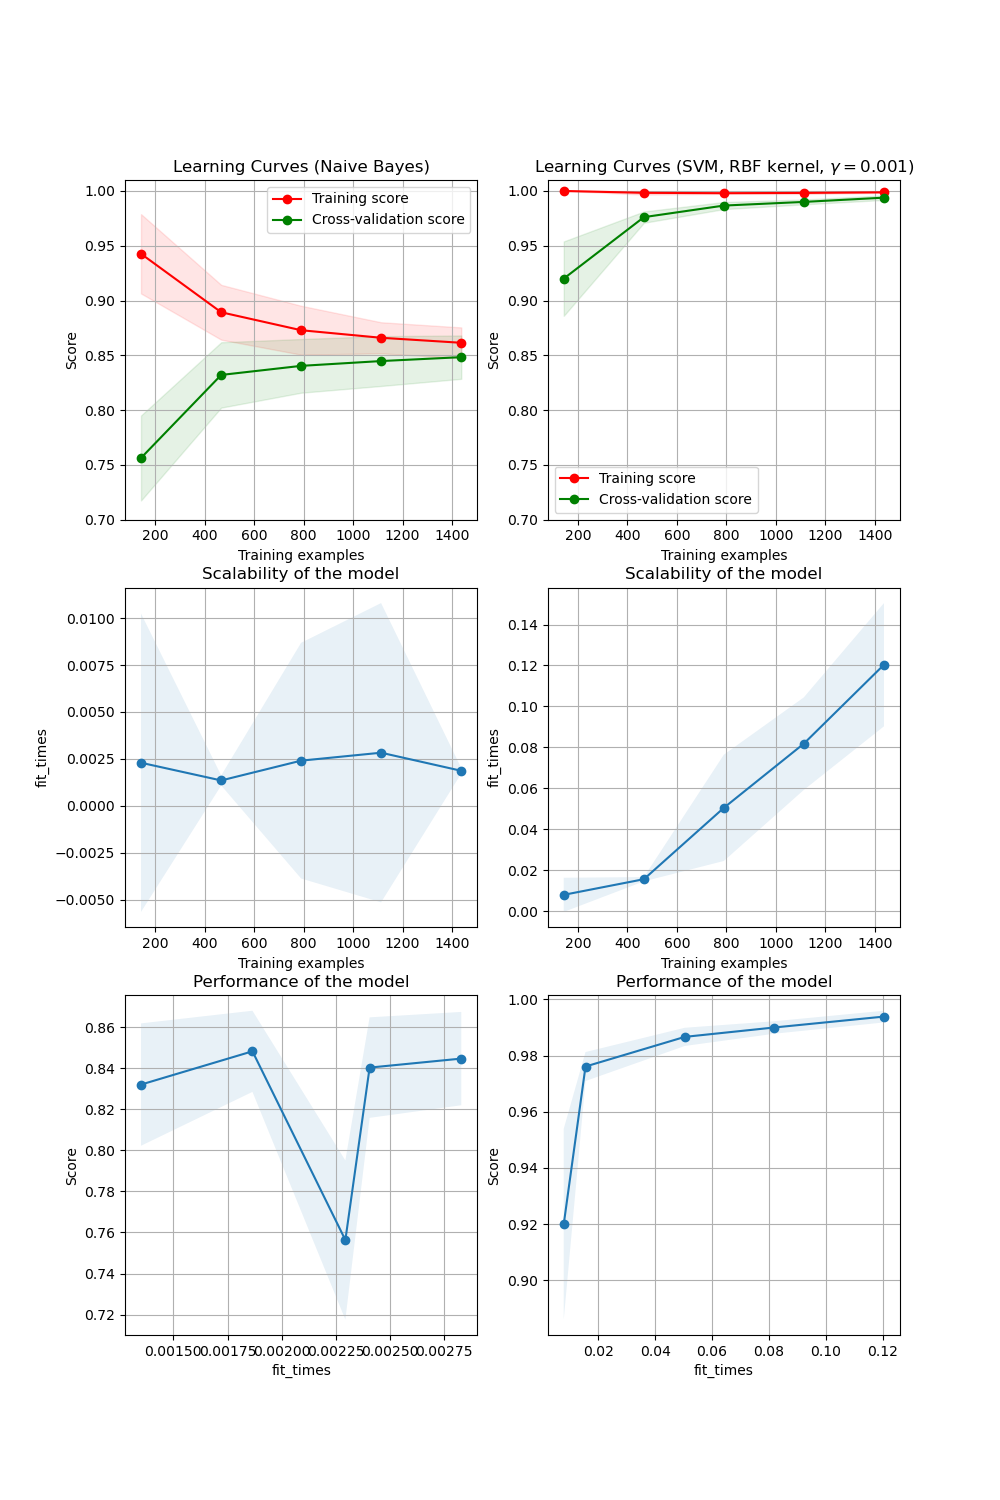 Learning Curves (Naive Bayes)
Learning Curves (SVM, RBF kernel, γ = 0.001)
1.00
0.95
0.90
0.85
0.80
0.75
0.70
Score
Training score
Cross-validation score
200 400 600 800 1000 1200 1400
Training examples
1.00
0.95
0.90
0.85
0.80
0.75
0.70
Score
Training score
Cross-validation score
200 400 600 800 1000 1200 1400
Training examples
Scalability of the model
0.0100
0.0075
0.0050
0.0025
0.0000
−0.0025
−0.0050
fit_times
200 400 600 800 1000 1200 1400
Training examples
Scalability of the model
0.14
0.12
0.10
0.08
0.06
0.04
0.02
0.00
fit_times
200 400 600 800 1000 1200 1400
Training examples
Performance of the model
0.86
0.84
0.82
0.80
0.78
0.76
0.74
0.72
Score
0.00150 0.00175 0.00200 0.00225 0.00250 0.00275
fit_times
Performance of the model
1.00
0.98
0.96
0.94
0.92
0.90
Score
0.02 0.04 0.06 0.08 0.10 0.12
fit_times